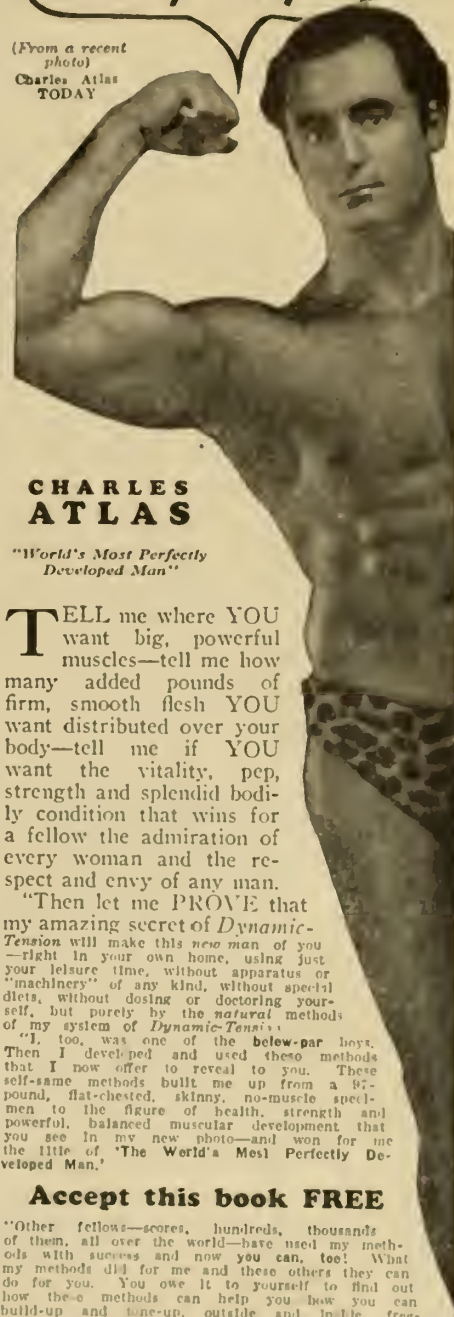 (From a recent
photo)
Charles Atlas
TODAY
CHARLES
ATLAS
"World's Most Perfectly
Developed Man"
TELL me where YOU
want big, powerful
muscles—tell me how
many added pounds of
firm, smooth flesh YOU
want distributed over your
body—tell me if YOU
want the vitality, pep,
strength and splendid bodi-
ly condition that wins for
a fellow the admiration of
every woman and the re-
spect and envy of any man.
"Then let me PROVE that
my amazing secret of Dynamic-
Tension will make this new man of you
—right in your own home, using just
your leisure time, without apparatus or
"machinery" of any kind, without special
diets, without dosing or doctoring your-
self, but purely by the natural methods
of my system of Dynamic-Tension
"I, too, was one of the below-par boys.
Then I developed and used these methods
that I now offer to reveal to you. These
self-same methods built me up from a 97-
pound, flat-chested, skinny, no-muscle speci-
men to the figure of health, strength and
powerful, balanced muscular development that
you see in my new photo—and won for me
the title of 'The World's Most Perfectly De-
veloped Man.'
Accept this book FREE
"Other fellows—scores, hundreds, thousands
of them, all over the world—have used my meth-
ods with success and now you can, too! What
my methods did for me and these others they can
do for you. You owe it to yourself to find out
how these methods can help you how you can
build-up and tone-up, outside and inside